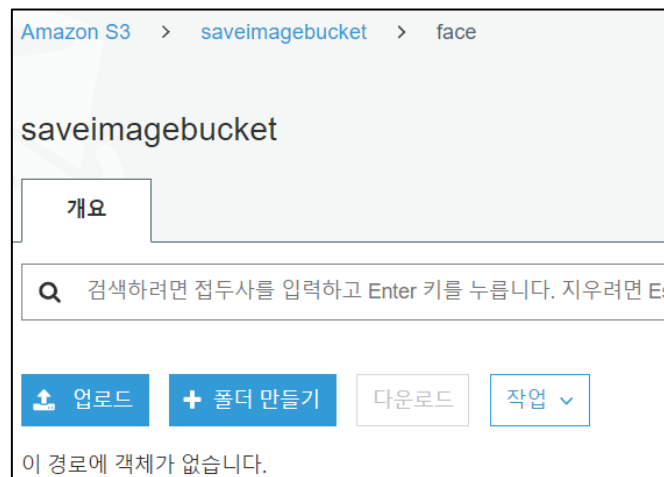 Amazon S3 > saveimagebucket > face
saveimagebucket
개요
검색하려면 접두사를 입력하고 Enter 키를 누릅니다. 지우려면
업로드 + 폴더 만들기 다운로드 작업
이 경로에 객체가 없습니다.